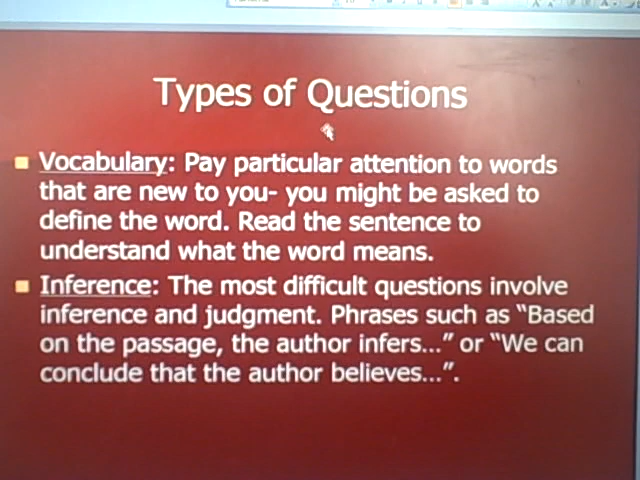 Types of Questions
Vocabulary: Pay particular attention to words
that are new to you- you might be asked to
define the word. Read the sentence to
understand what the word means.
Inference: The most difficult questions involve
inference and judgment. Phrases such as “Based
on the passage, the author infers...” or “We can
conclude that the author believes...”.